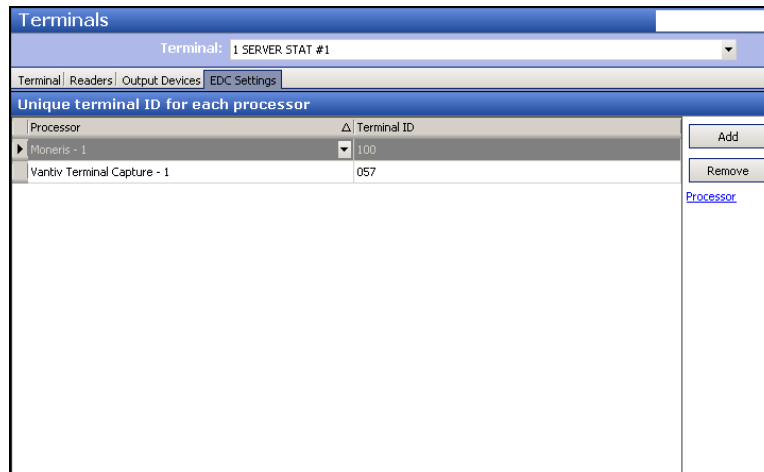 Terminals
Terminal: 1 SERVER STAT #1
Terminal Readers Output Devices EDC Settings
Unique terminal ID for each processor
Processor Terminal ID
Moneris - 1 100
Vantiv Terminal Capture - 1 057
Add
Remove
Processor